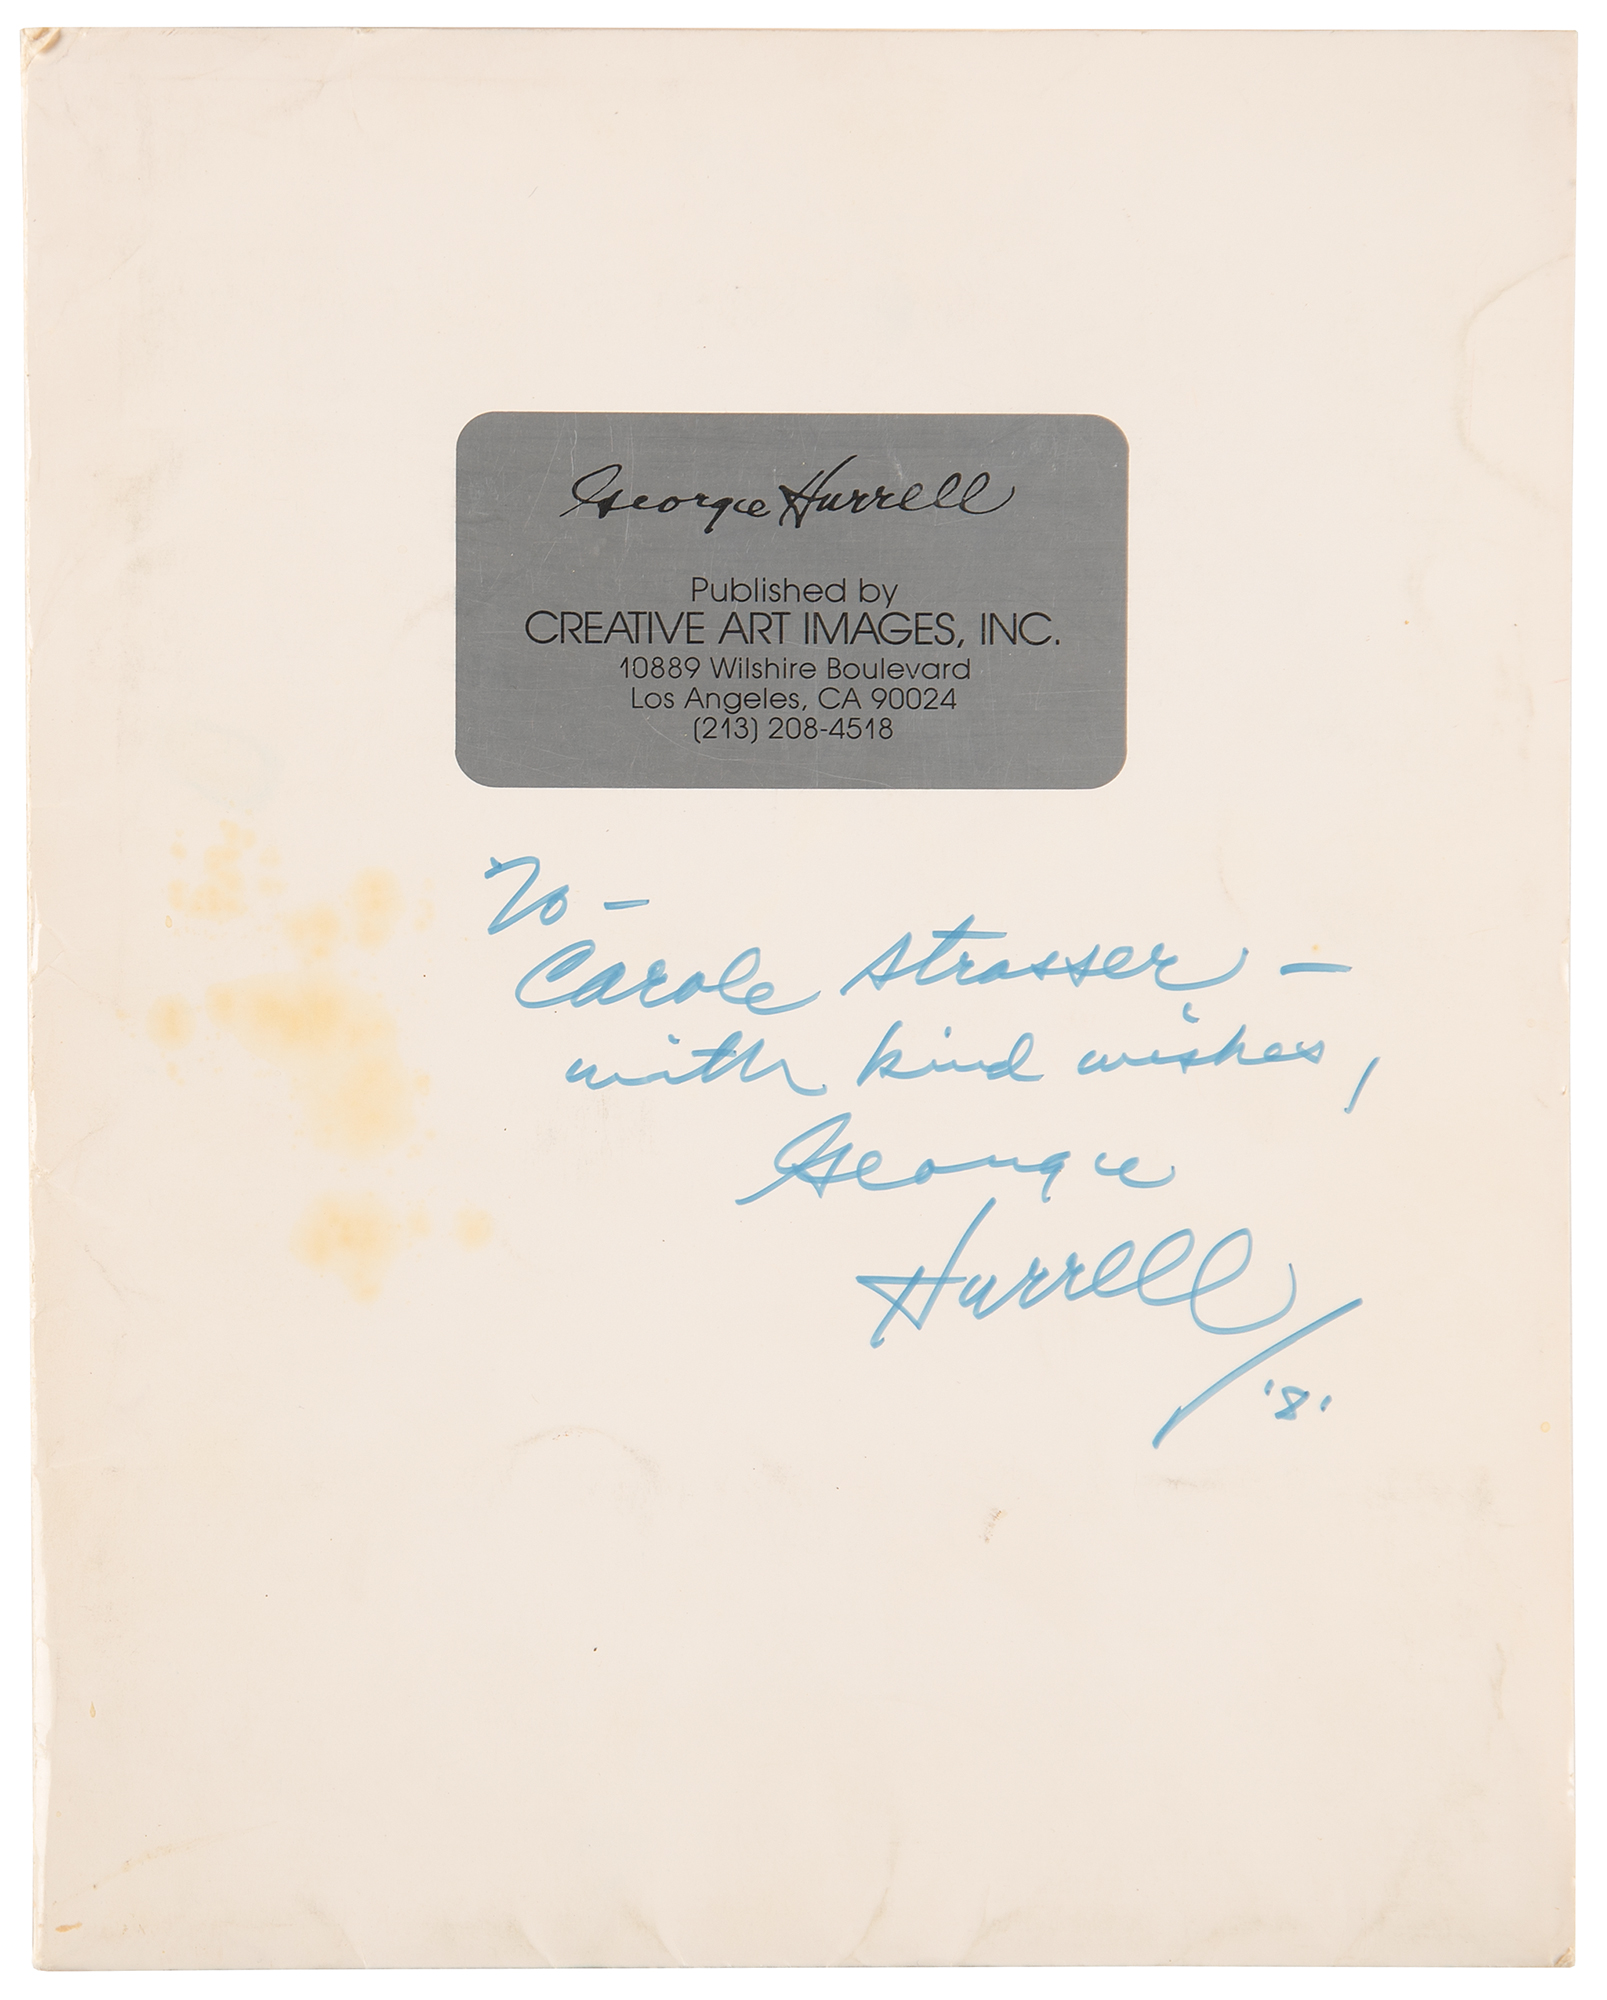 George Hurrell
Published by
CREATIVE ART IMAGES, INC.
10889 Wilshire Boulevard
Los Angeles, CA 90024
(213) 208-4518
To -
Carole Strasser -
with kind wishes,
George
Hurrell
/ '81